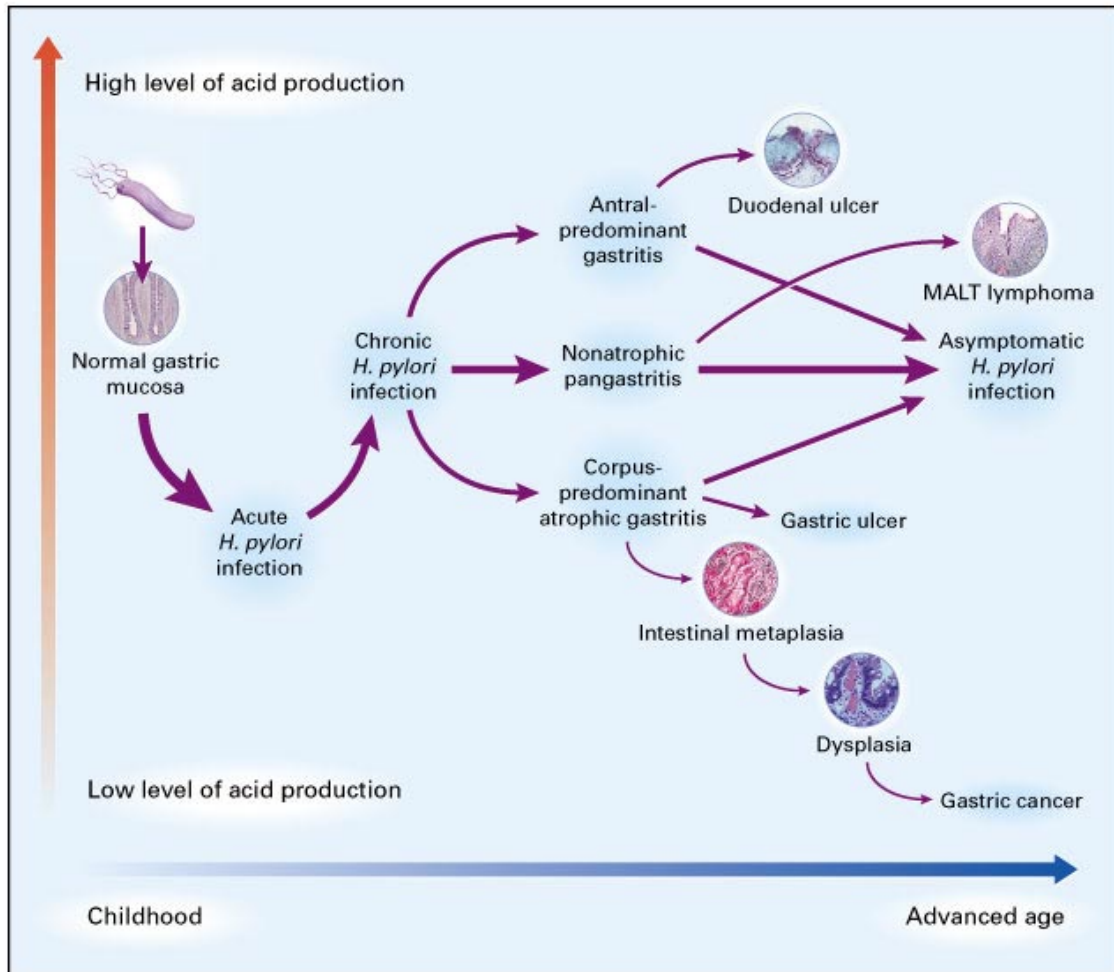 High level of acid production
Normal gastric
mucosa
Acute
H. pylori
infection
Chronic
H. pylori
infection
Antral-
predominant
gastritis
Duodenal ulcer
MALT lymphoma
Nonatrophic
pangastritis
Asymptomatic
H. pylori
infection
Corpus-
predominant
atrophic gastritis
Gastric ulcer
Intestinal metaplasia
Dysplasia
Gastric cancer
Low level of acid production
Childhood
Advanced age